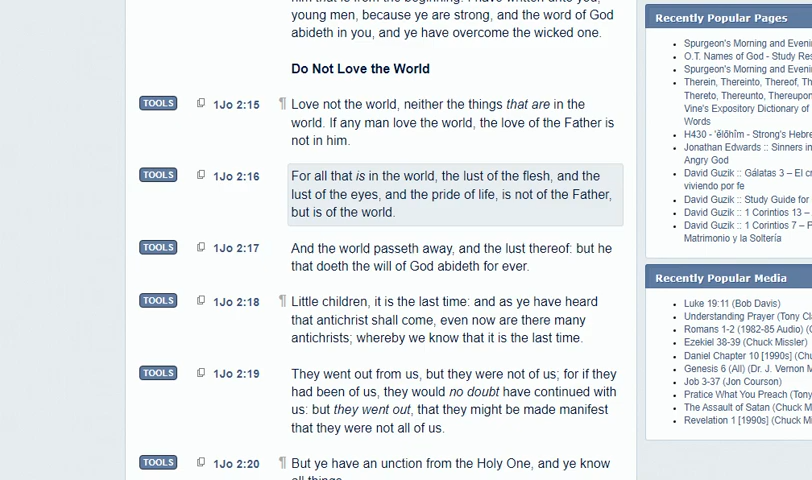 him that is from the beginning. I have written unto you,
young men, because ye are strong, and the word of God
abideth in you, and ye have overcome the wicked one.
Do Not Love the World
TOOLS 1Jo 2:15 ¶ Love not the world, neither the things that are in the
world. If any man love the world, the love of the Father is
not in him.
TOOLS 1Jo 2:16 For all that is in the world, the lust of the flesh, and the
lust of the eyes, and the pride of life, is not of the Father,
but is of the world.
TOOLS 1Jo 2:17 And the world passeth away, and the lust thereof: but he
that doeth the will of God abideth for ever.
TOOLS 1Jo 2:18 ¶ Little children, it is the last time: and as ye have heard
that antichrist shall come, even now are there many
antichrists; whereby we know that it is the last time.
TOOLS 1Jo 2:19 They went out from us, but they were not of us; for if they
had been of us, they would no doubt have continued with
us: but they went out, that they might be made manifest
that they were not all of us.
TOOLS 1Jo 2:20 ¶ But ye have an unction from the Holy One, and ye know
all things.
Recently Popular Pages
Spurgeon's Morning and Eveni
O.T. Names of God - Study Res
Spurgeon's Morning and Eveni
Therein, Thereinto, Thereof, Th
Thereto, Thereunto, Thereupon
Vine's Expository Dictionary of
Words
H430 - 'ĕlōhîm - Strong's Hebre
Jonathan Edwards :: Sinners in
Angry God
David Guzik :: Gálatas 3 – El cr
viviendo por fe
David Guzik :: Study Guide for
David Guzik :: 1 Corintios 13 –
David Guzik :: 1 Corintios 7 – F
Matrimonio y la Soltería
Recently Popular Media
Luke 19:11 (Bob Davis)
Understanding Prayer (Tony Cl
Romans 1-2 (1982-85 Audio) (C
Ezekiel 38-39 (Chuck Missler)
Daniel Chapter 10 [1990s] (Chu
Genesis 6 (All) (Dr. J. Vernon M
Job 3-37 (Jon Courson)
Pratice What You Preach (Tony
The Assault of Satan (Chuck M
Revelation 1 [1990s] (Chuck Mi